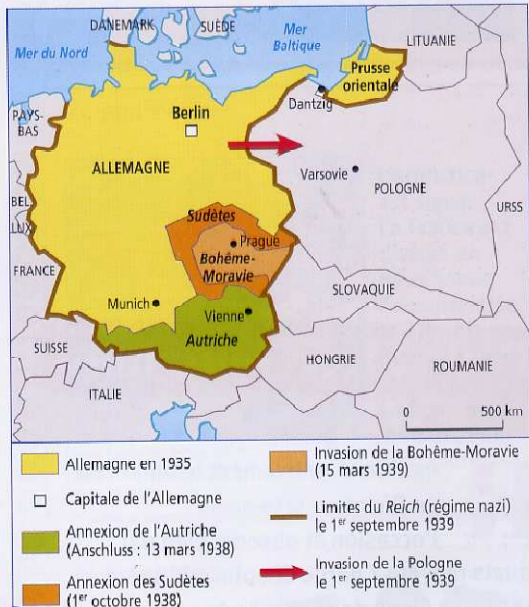 DANEMARK
SUÈDE
Mer
Baltique
LITUANIE
Mer du Nord
Prusse
orientale
Dantzig
PAYS-
BAS
Berlin
ALLEMAGNE
Varsovie
POLOGNE
URSS
BEL
LUX
Sudètes
Prague
Bohême-
Moravie
FRANCE
SLOVAQUIE
Munich
Vienne
Autriche
SUISSE
HONGRIE
ROUMANIE
ITALIE
0 500 km
Allemagne en 1935
Capitale de l'Allemagne
Annexion de l'Autriche
(Anschluss : 13 mars 1938)
Annexion des Sudètes
(1er octobre 1938)
Invasion de la Bohême-Moravie
(15 mars 1939)
Limites du Reich (régime nazi)
le 1er septembre 1939
Invasion de la Pologne
le 1er septembre 1939